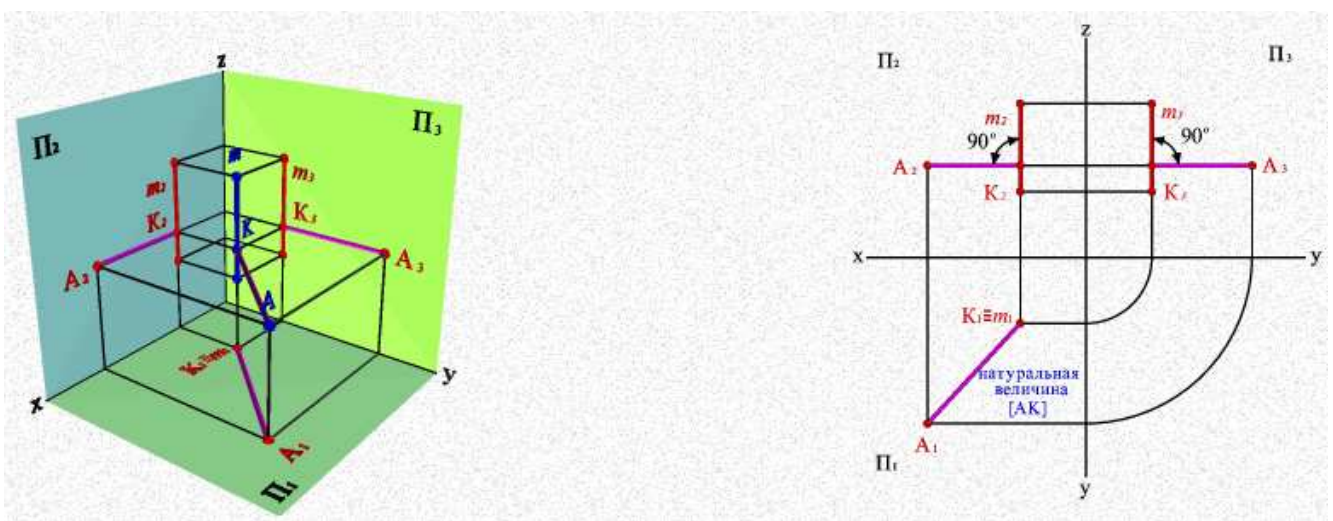 z
П₂
П₃
m
m₂
m₃
K₂
K
K₃
A₂
A
A₃
K₁≡m₁
x
y
A₁
П₁
z
П₂
П₃
m₂
m₃
90°
90°
A₂
A₃
K₂
K₃
x
y
K₁≡m₁
натуральная
величина
[AK]
A₁
П₁
y